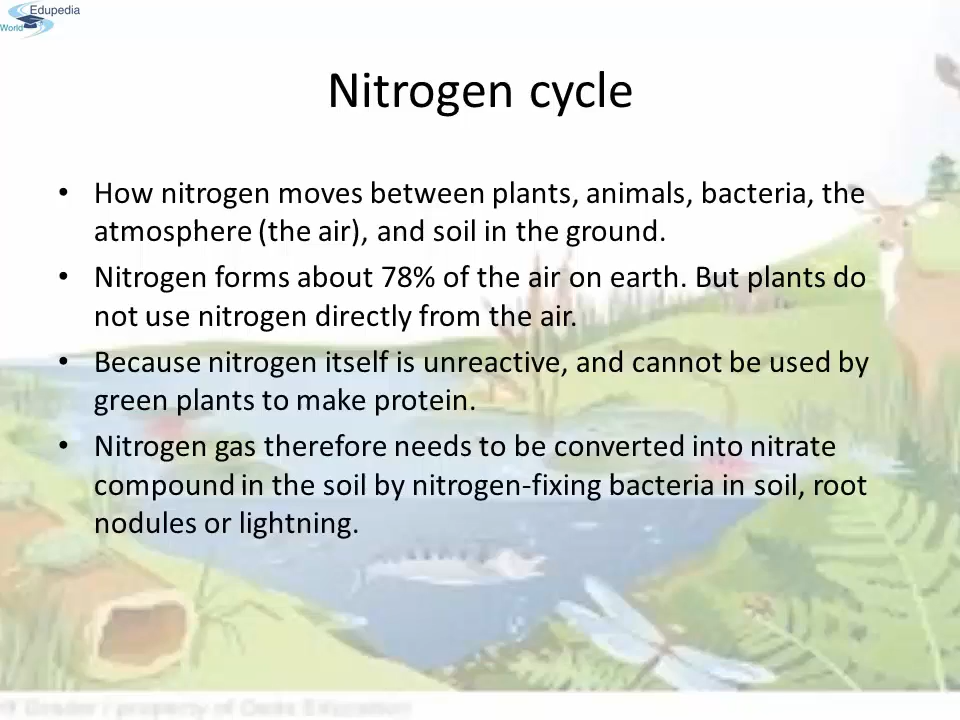 Edupedia
World
Nitrogen cycle
• How nitrogen moves between plants, animals, bacteria, the
atmosphere (the air), and soil in the ground.
• Nitrogen forms about 78% of the air on earth. But plants do
not use nitrogen directly from the air.
• Because nitrogen itself is unreactive, and cannot be used by
green plants to make protein.
• Nitrogen gas therefore needs to be converted into nitrate
compound in the soil by nitrogen-fixing bacteria in soil, root
nodules or lightning.